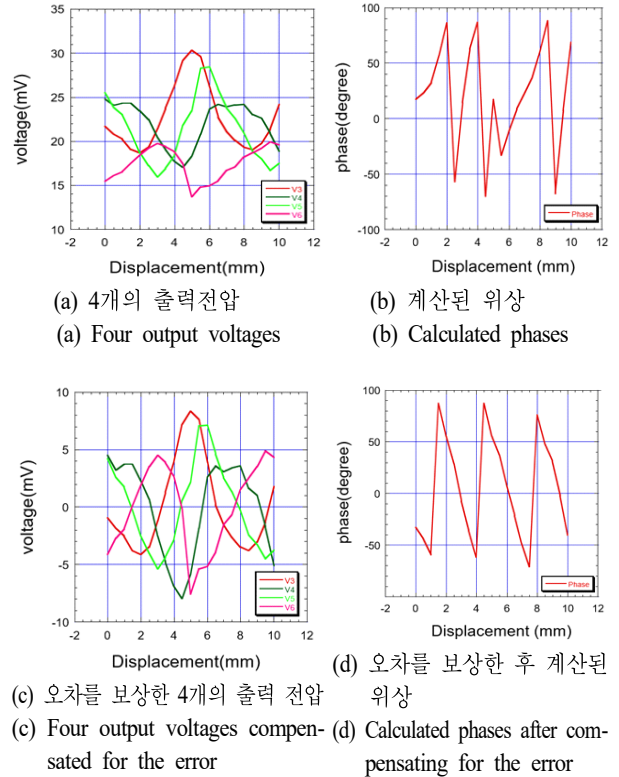 35
30
25
20
15
10
-2
0
2
4
6
8
10
12
voltage(mV)
Displacement(mm)
V3
V4
V5
V6
100
50
0
-50
-100
-2
0
2
4
6
8
10
12
phase(degree)
Displacement (mm)
Phase
(a) 4개의 출력전압
(a) Four output voltages
(b) 계산된 위상
(b) Calculated phases
10
5
0
-5
-10
-2
0
2
4
6
8
10
12
voltage(mV)
Displacement(mm)
V3
V4
V5
V6
100
50
0
-50
-2
0
2
4
6
8
10
12
phase(degree)
Displacement (mm)
Phase
(c) 오차를 보상한 4개의 출력 전압
(c) Four output voltages compen-
sated for the error
(d) 오차를 보상한 후 계산된
위상
(d) Calculated phases after com-
pensating for the error